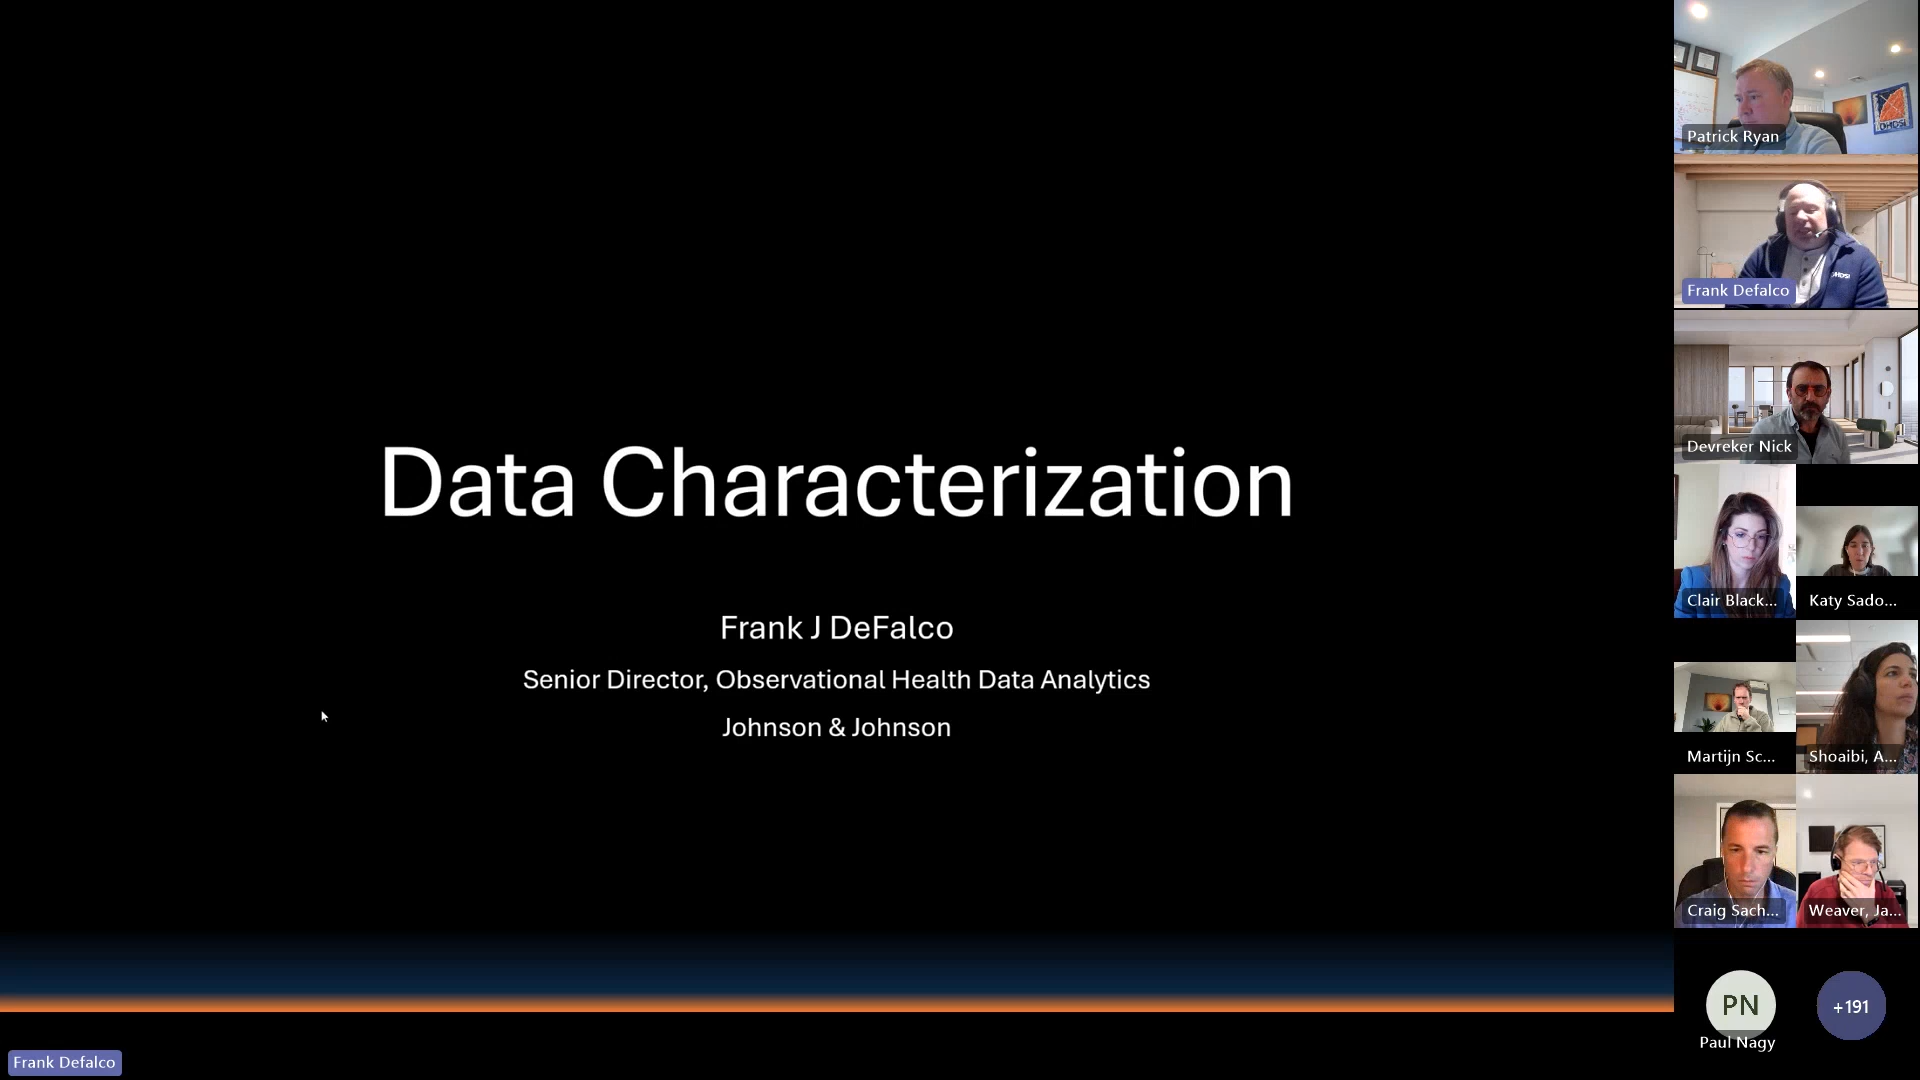 Data Characterization
Frank J DeFalco
Senior Director, Observational Health Data Analytics
Johnson & Johnson
Frank Defalco
Patrick Ryan
OHDSI
Frank Defalco
Devreker Nick
Clair Black...
Katy Sado...
Martijn Sc...
Shoaibi, A...
Craig Sach...
Weaver, Ja...
PN
Paul Nagy
+191